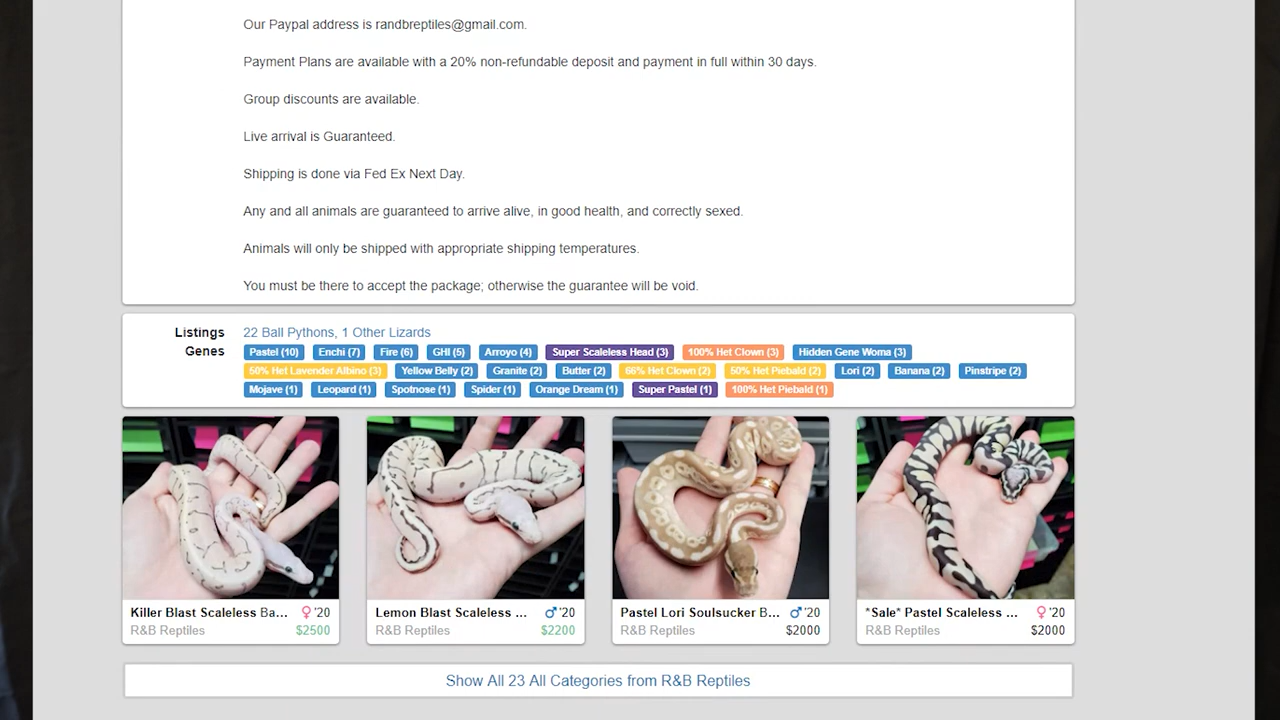 Our Paypal address is randbreptiles@gmail.com.
Payment Plans are available with a 20% non-refundable deposit and payment in full within 30 days.
Group discounts are available.
Live arrival is Guaranteed.
Shipping is done via Fed Ex Next Day.
Any and all animals are guaranteed to arrive alive, in good health, and correctly sexed.
Animals will only be shipped with appropriate shipping temperatures.
You must be there to accept the package; otherwise the guarantee will be void.
Listings 22 Ball Pythons, 1 Other Lizards
Genes Pastel (10) Enchi (7) Fire (6) GHI (5) Arroyo (4) Super Scaleless Head (3) 100% Het Clown (3) Hidden Gene Woma (3)
50% Het Lavender Albino (3) Yellow Belly (2) Granite (2) Butter (2) 66% Het Clown (2) 50% Het Piebald (2) Lori (2) Banana (2) Pinstripe (2)
Mojave (1) Leopard (1) Spotnose (1) Spider (1) Orange Dream (1) Super Pastel (1) 100% Het Piebald (1)
Killer Blast Scaleless Ba... ♀'20
R&B Reptiles $2500
Lemon Blast Scaleless ... ♂'20
R&B Reptiles $2200
Pastel Lori Soulsucker B... ♂'20
R&B Reptiles $2000
*Sale* Pastel Scaleless ... ♀'20
R&B Reptiles $2000
Show All 23 All Categories from R&B Reptiles